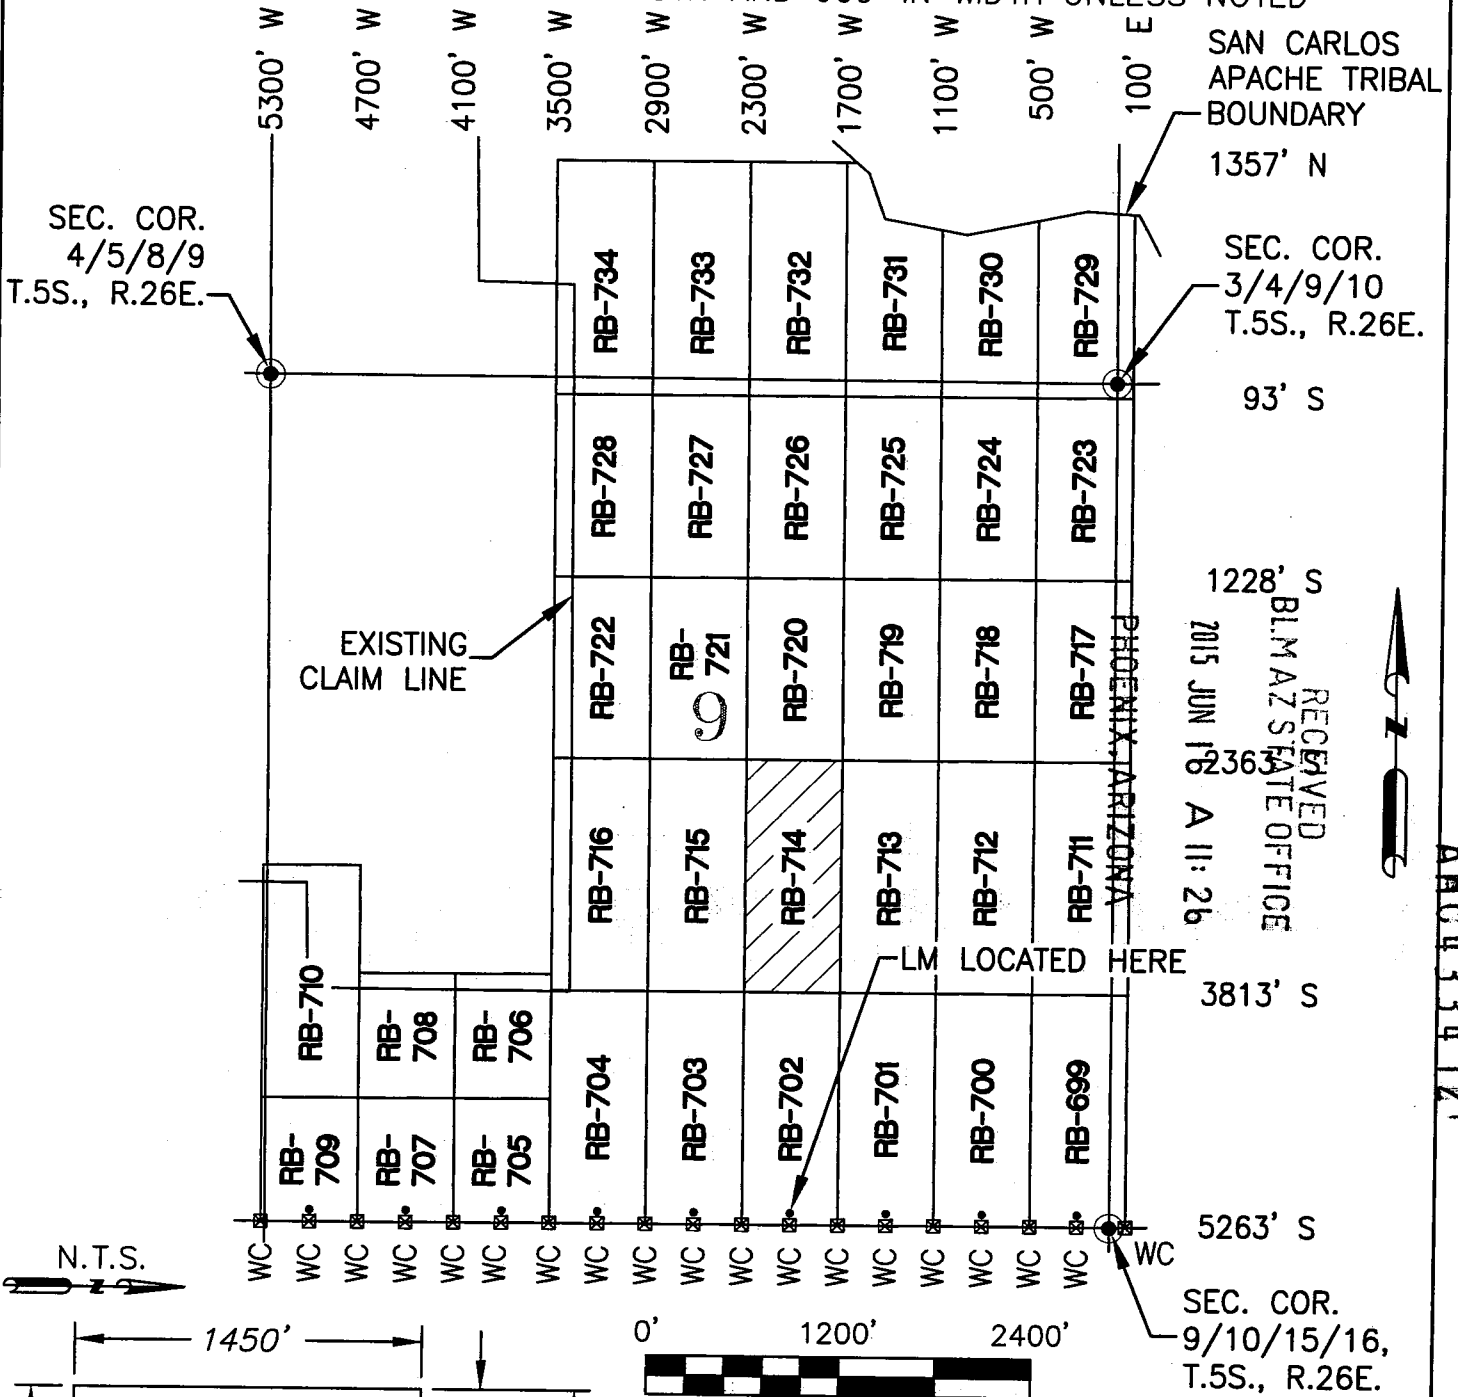 5300' W
4700' W
4100' W
3500' W
2900' W
2300' W
1700' W
1100' W
500' W
100' E
IN WIDTH UNLESS NOTED
SAN CARLOS
APACHE TRIBAL
BOUNDARY
1357' N
SEC. COR.
4/5/8/9
T.5S., R.26E.
SEC. COR.
3/4/9/10
T.5S., R.26E.
RB-734
RB-733
RB-732
RB-731
RB-730
RB-729
93' S
RB-728
RB-727
RB-726
RB-725
RB-724
RB-723
1228' S
EXISTING
CLAIM LINE
RB-722
RB-
721
RB-720
RB-719
RB-718
RB-717
9
RECEIVED
BLM AZ STATE OFFICE
2015 JUN 16 A 11: 26
PHOENIX, ARIZONA
Z
2363' S
RB-716
RB-715
RB-714
RB-713
RB-712
RB-711
LM LOCATED HERE
3813' S
RB-710
RB-
708
RB-
706
RB-704
RB-703
RB-702
RB-701
RB-700
RB-699
RB-
709
RB-
707
RB-
705
5263' S
WC WC WC WC WC WC WC WC WC WC WC WC WC WC WC WC WC WC WC
N.T.S.
Z
SEC. COR.
9/10/15/16,
T.5S., R.26E.
1450'
0' 1200' 2400'